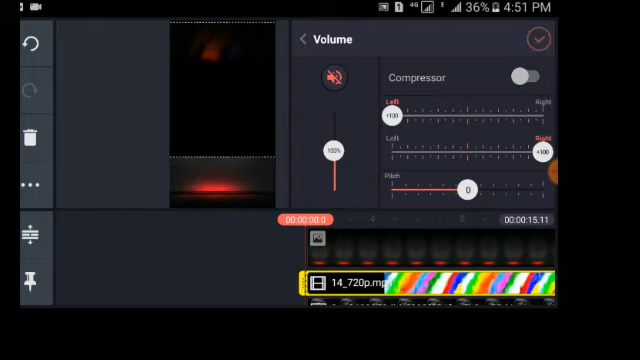 4G
E
36%
4:51 PM
Volume
Compressor
Left
Right
+100
Left
Right
+100
100%
Pitch
0
00:00:00.0
4
8
00:00:15.11
14_720p.mp